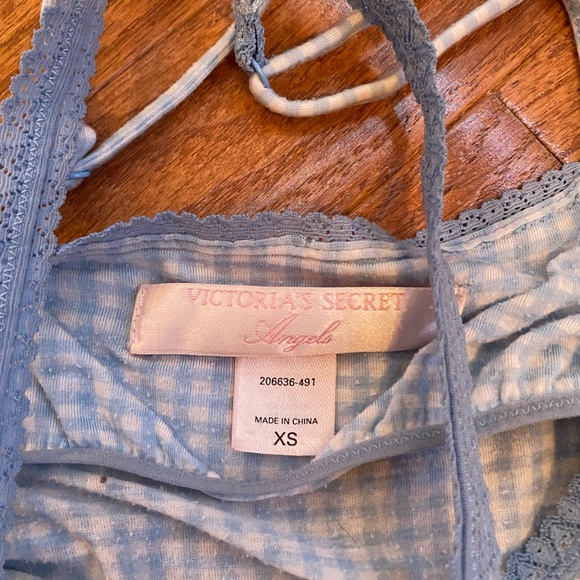 VICTORIA'S SECRET
Angels
206636-491
MADE IN CHINA
XS